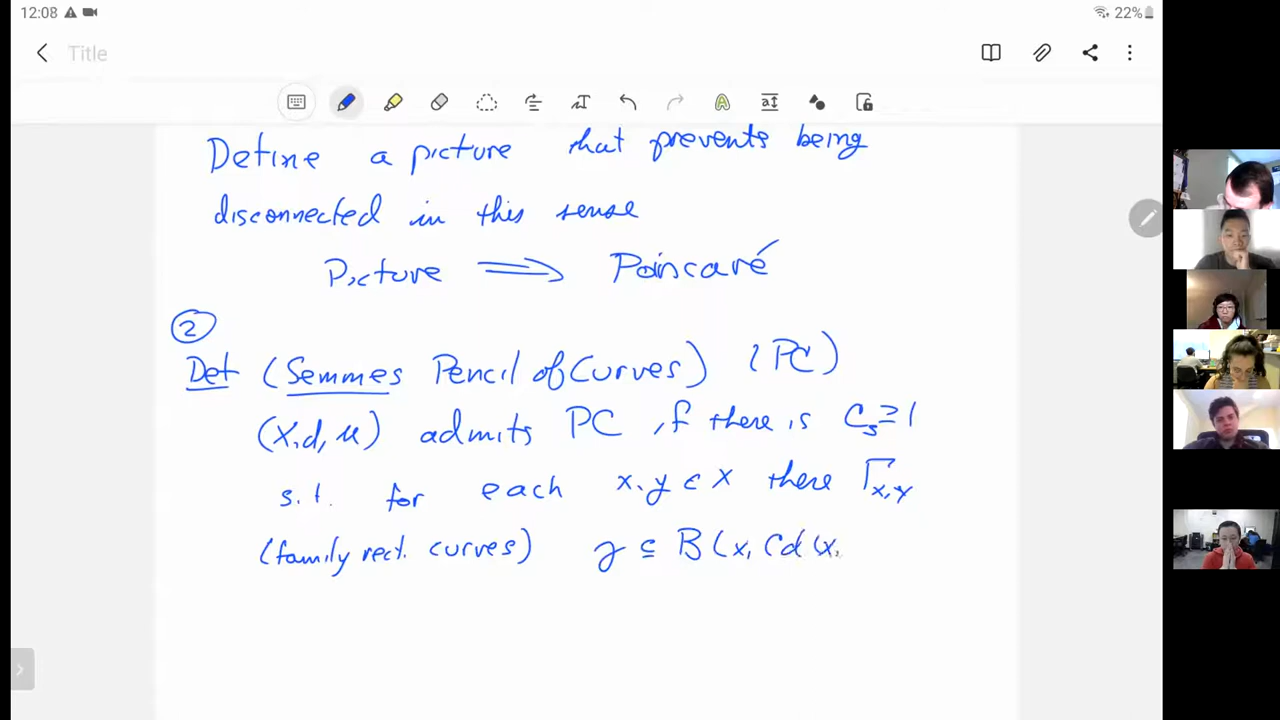 12:08
22%
Title
Define a picture that prevents being
disconnected in this sense
Picture ⟹ Poincaré
②
Def (Semmes Pencil of Curves) (PC)
(X,d,μ) admits PC if there is C_s ≥ 1
s.t. for each x,y ∈ X there Γ_{x,y}
(family rect. curves) γ ⊆ B(x, Cd(x,